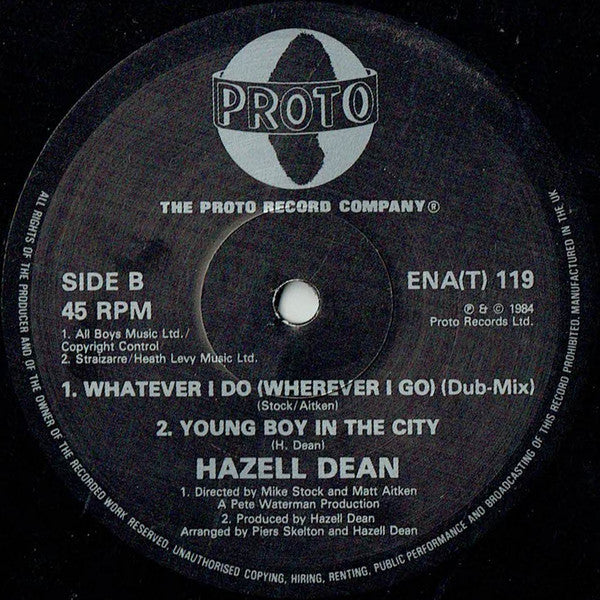 PROTO
THE PROTO RECORD COMPANY®
SIDE B
45 RPM
1. All Boys Music Ltd./
Copyright Control
2. Straizarre/Heath Levy Music Ltd.
ENA(T) 119
℗ & © 1984
Proto Records Ltd.
1. WHATEVER I DO (WHEREVER I GO) (Dub-Mix)
(Stock/Aitken)
2. YOUNG BOY IN THE CITY
(H. Dean)
HAZELL DEAN
1. Directed by Mike Stock and Matt Aitken
A Pete Waterman Production
2. Produced by Hazell Dean
Arranged by Piers Skelton and Hazell Dean
ALL RIGHTS OF THE PRODUCER AND OF THE OWNER OF THE RECORDED WORK RESERVED. UNAUTHORISED COPYING, HIRING, RENTING, PUBLIC PERFORMANCE AND BROADCASTING OF THIS RECORD PROHIBITED. MANUFACTURED IN THE UK